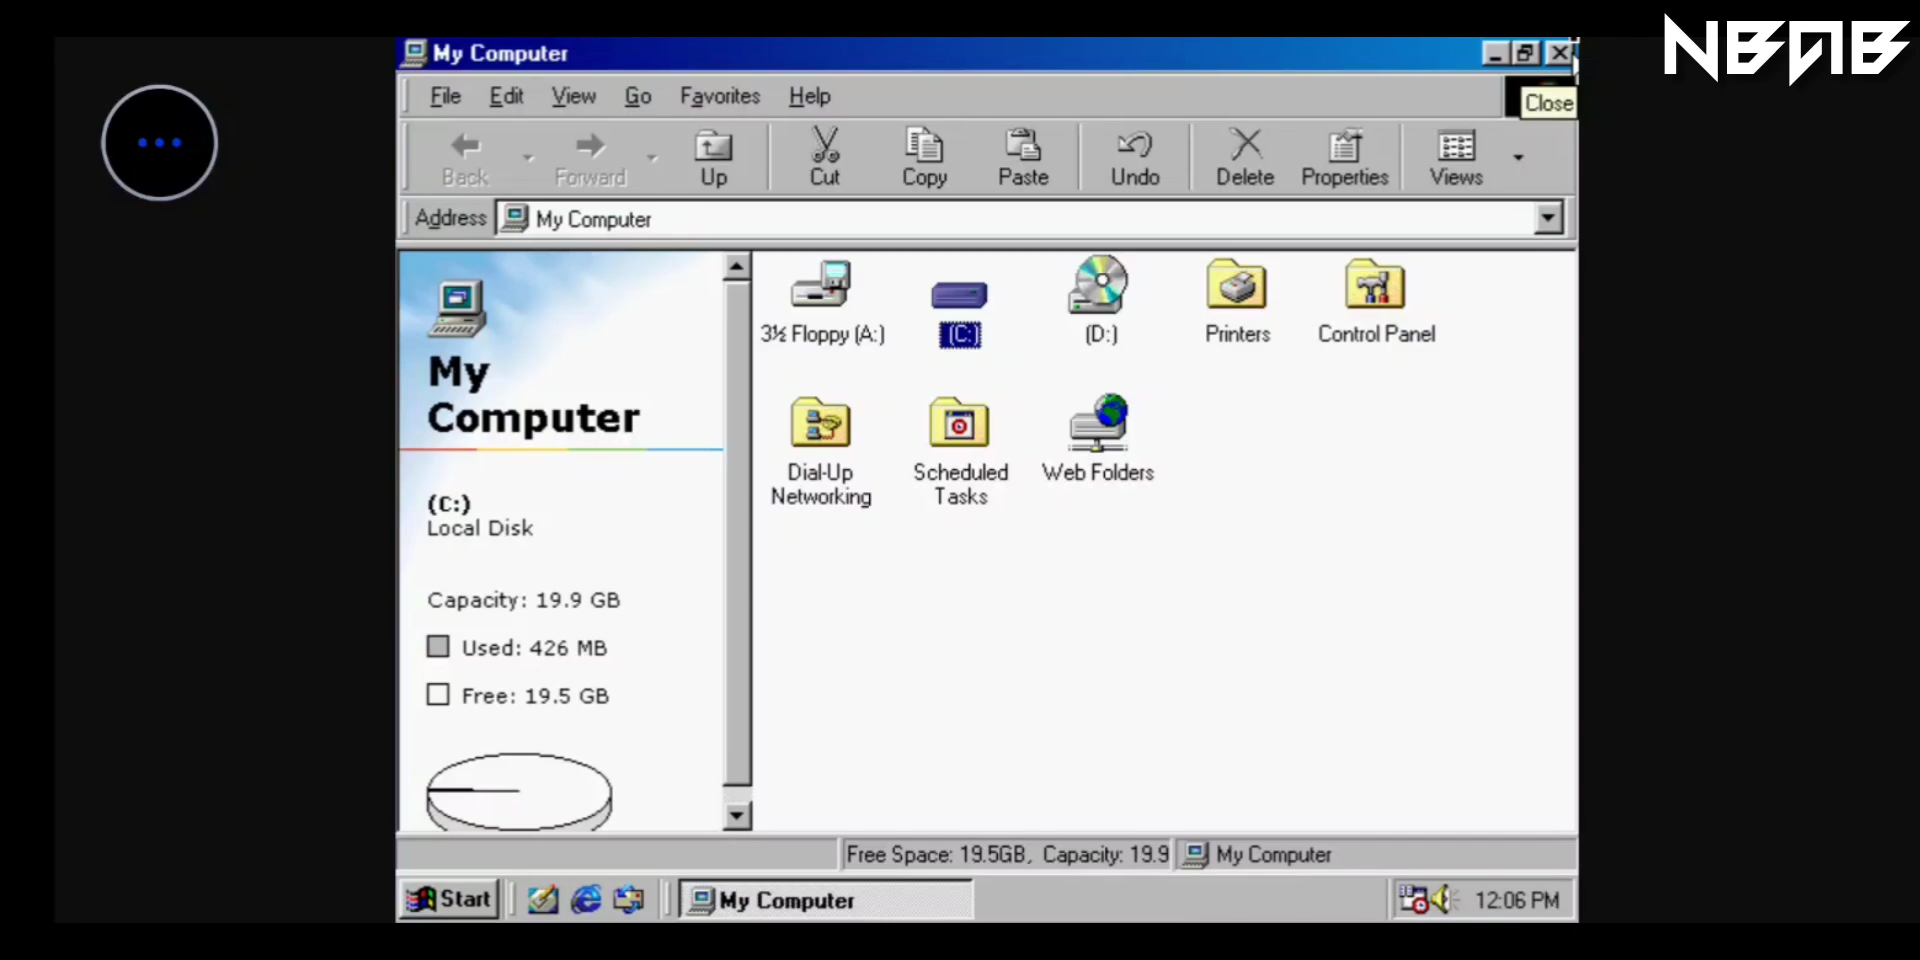 NBAB
My Computer
Close
File Edit View Go Favorites Help
Back Forward Up Cut Copy Paste Undo Delete Properties Views
Address My Computer
3½ Floppy (A:) (C:) (D:) Printers Control Panel
My
Computer
Dial-Up
Networking
Scheduled
Tasks
Web Folders
(C:)
Local Disk
Capacity: 19.9 GB
Used: 426 MB
Free: 19.5 GB
Free Space: 19.5GB, Capacity: 19.9 My Computer
Start My Computer 12:06 PM